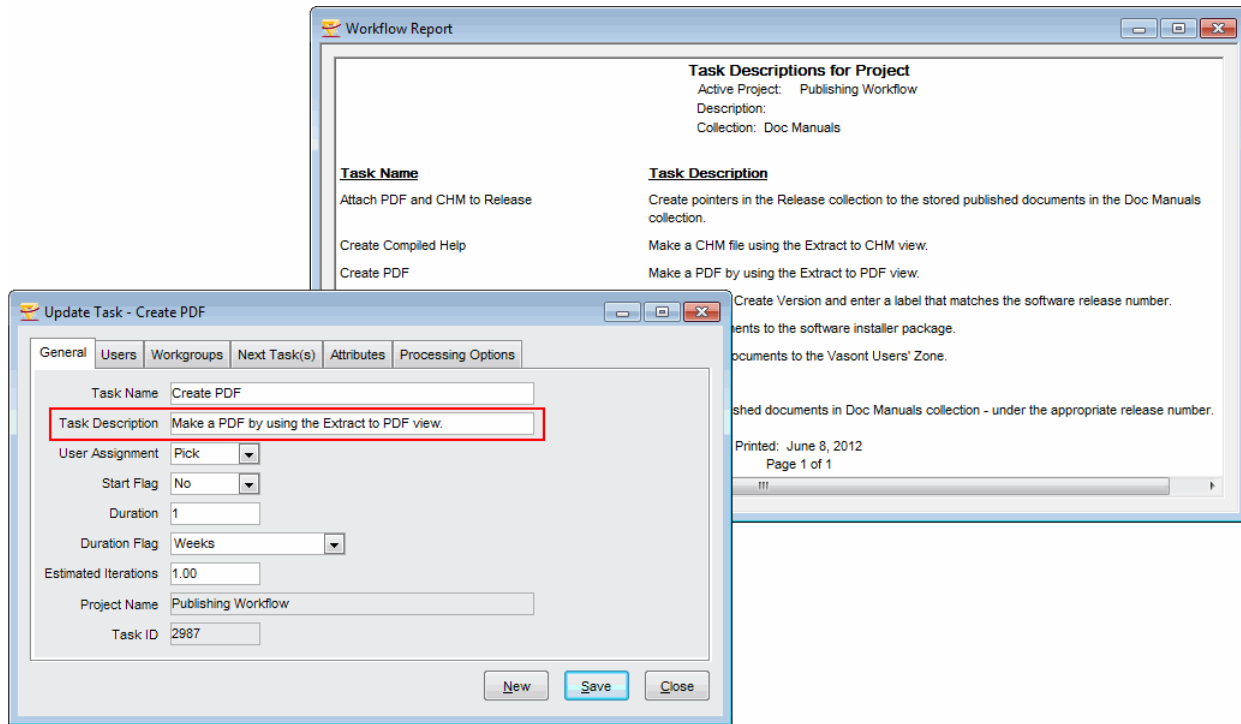 Workflow Report
Task Descriptions for Project
Active Project: Publishing Workflow
Description:
Collection: Doc Manuals
Task Name Task Description
Attach PDF and CHM to Release Create pointers in the Release collection to the stored published documents in the Doc Manuals
collection.
Create Compiled Help Make a CHM file using the Extract to CHM view.
Create PDF Make a PDF by using the Extract to PDF view.
Create Version and enter a label that matches the software release number.
to the software installer package.
to the Vasont Users' Zone.
documents in Doc Manuals collection - under the appropriate release number.
Printed: June 8, 2012
Page 1 of 1
Update Task - Create PDF
General Users Workgroups Next Task(s) Attributes Processing Options
Task Name Create PDF
Task Description Make a PDF by using the Extract to PDF view.
User Assignment Pick
Start Flag No
Duration 1
Duration Flag Weeks
Estimated Iterations 1.00
Project Name Publishing Workflow
Task ID 2987
New Save Close